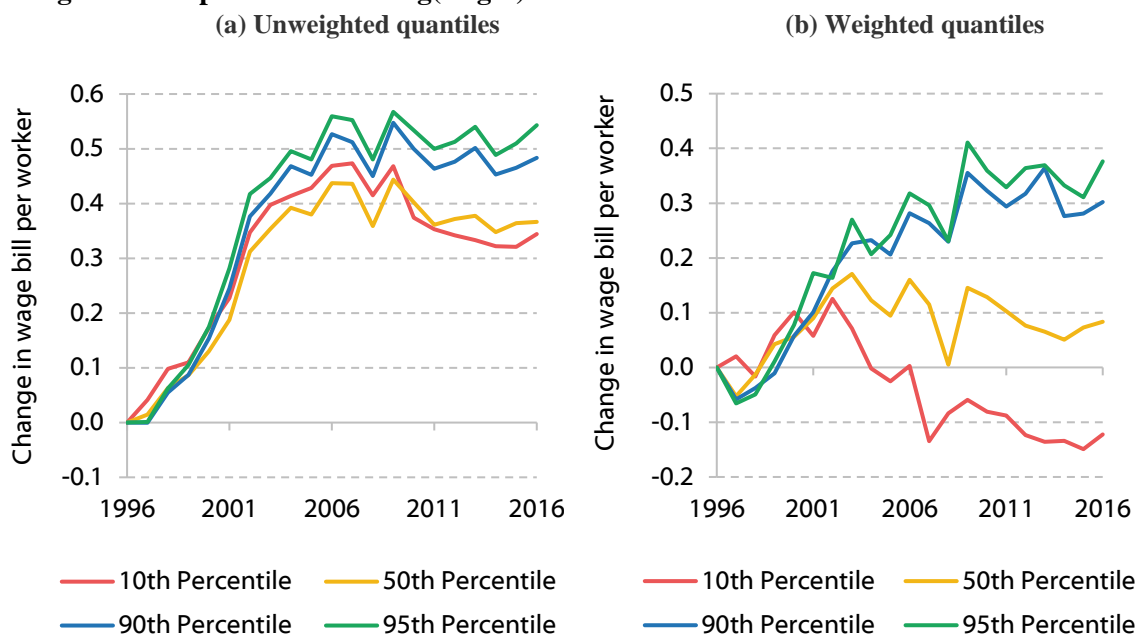 (a) Unweighted quantiles
(b) Weighted quantiles
Change in wage bill per worker
0.6
0.5
0.4
0.3
0.2
0.1
0.0
-0.1
1996 2001 2006 2011 2016
10th Percentile 50th Percentile
90th Percentile 95th Percentile
Change in wage bill per worker
0.5
0.4
0.3
0.2
0.1
0.0
-0.1
-0.2
1996 2001 2006 2011 2016
10th Percentile 50th Percentile
90th Percentile 95th Percentile